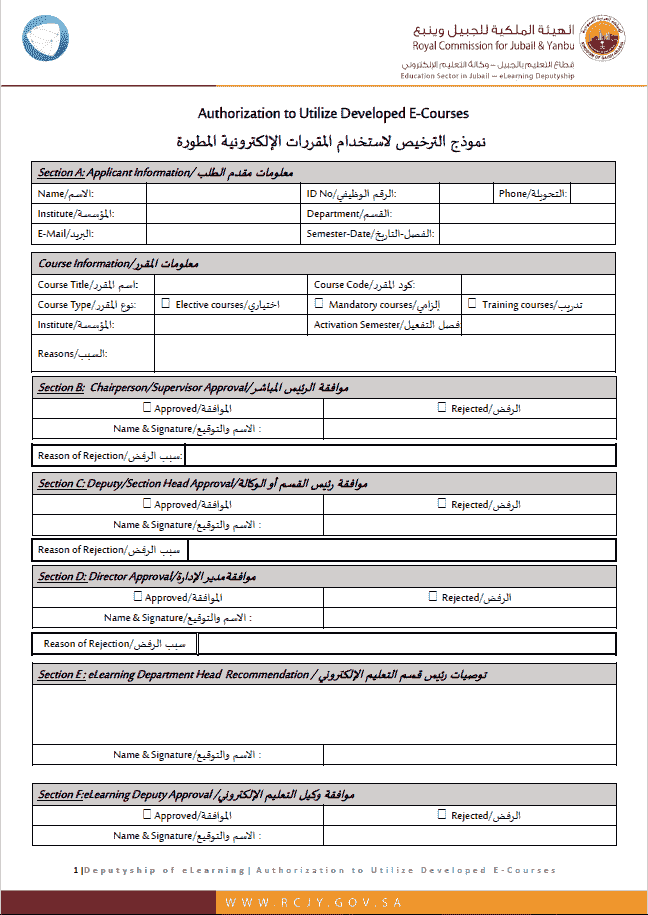 الهيئة الملكية للجبيل وينبع
Royal Commission for Jubail & Yanbu
قطاع التعليم بالجبيل – وكالة التعليم الإلكتروني
Education Sector in Jubail – eLearning Deputyship
Authorization to Utilize Developed E-Courses
نموذج الترخيص لاستخدام المقررات الإلكترونية المطورة
Section A: Applicant Information/ معلومات مقدم الطلب
Name/الاسم: ID No/الرقم الوظيفي: Phone/التحويلة:
Institute/المؤسسة: Department/القسم:
E-Mail/البريد: Semester-Date/الفصل-التاريخ:
Course Information/معلومات المقرر
Course Title/اسم المقرر: Course Code/كود المقرر:
Course Type/نوع المقرر: ☐ Elective courses/اختياري ☐ Mandatory courses/إلزامي ☐ Training courses/تدريب
Institute/المؤسسة: Activation Semester/فصل التفعيل
Reasons/السبب:
Section B: Chairperson/Supervisor Approval/موافقة الرئيس المباشر
☐ Approved/الموافقة ☐ Rejected/الرفض
Name & Signature/الاسم والتوقيع :
Reason of Rejection/سبب الرفض:
Section C: Deputy/Section Head Approval/موافقة رئيس القسم أو الوكالة
☐ Approved/الموافقة ☐ Rejected/الرفض
Name & Signature/الاسم والتوقيع :
Reason of Rejection/سبب الرفض
Section D: Director Approval/موافقة مدير الإدارة
☐ Approved/الموافقة ☐ Rejected/الرفض
Name & Signature/الاسم والتوقيع :
Reason of Rejection/سبب الرفض
Section E : eLearning Department Head Recommendation / توصيات رئيس قسم التعليم الإلكتروني
Name & Signature/الاسم والتوقيع :
Section F:eLearning Deputy Approval /موافقة وكيل التعليم الإلكتروني
☐ Approved/الموافقة ☐ Rejected/الرفض
Name & Signature/الاسم والتوقيع :
1|Deputyship of eLearning| Authorization to Utilize Developed E-Courses
WWW.RCJY.GOV.SA